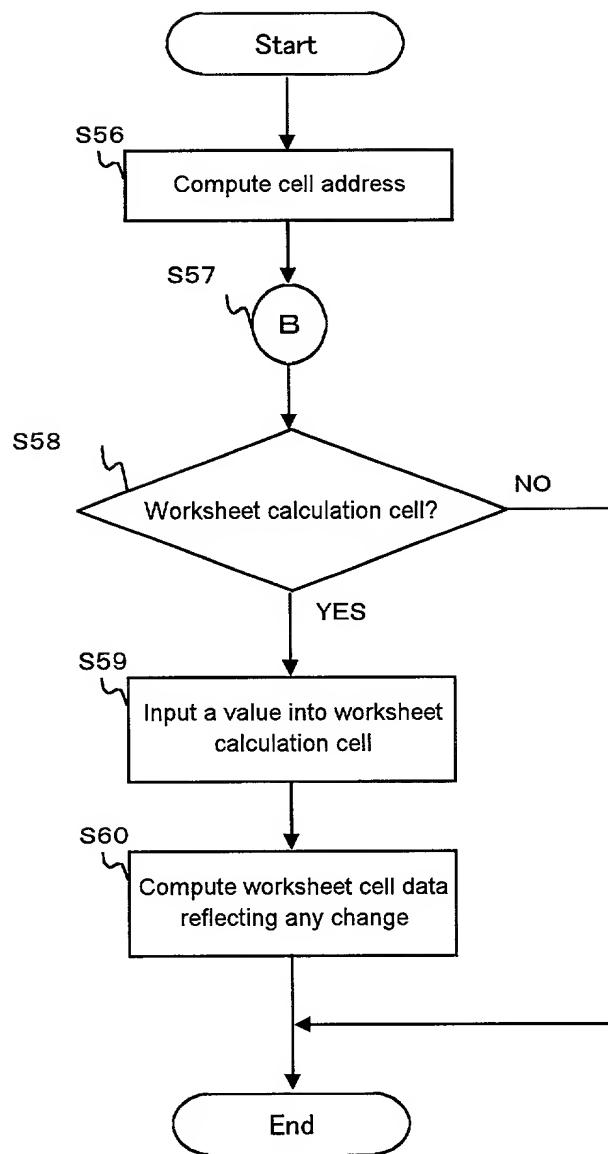 Start
S56
Compute cell address
S57
B
S58
Worksheet calculation cell?
NO
YES
S59
Input a value into worksheet
calculation cell
S60
Compute worksheet cell data
reflecting any change
End